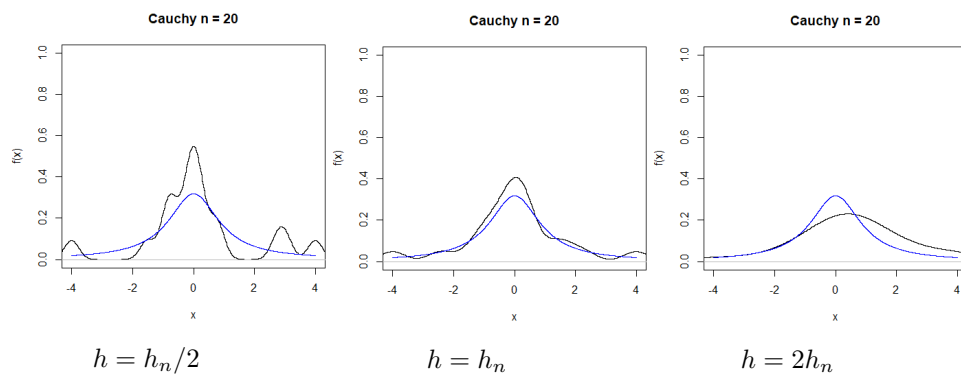 Cauchy n = 20
f(x)
0.0 0.2 0.4 0.6 0.8 1.0
-4 -2 0 2 4
x
h = h_n/2
Cauchy n = 20
f(x)
0.0 0.2 0.4 0.6 0.8 1.0
-4 -2 0 2 4
x
h = h_n
Cauchy n = 20
f(x)
0.0 0.2 0.4 0.6 0.8 1.0
-4 -2 0 2 4
x
h = 2h_n